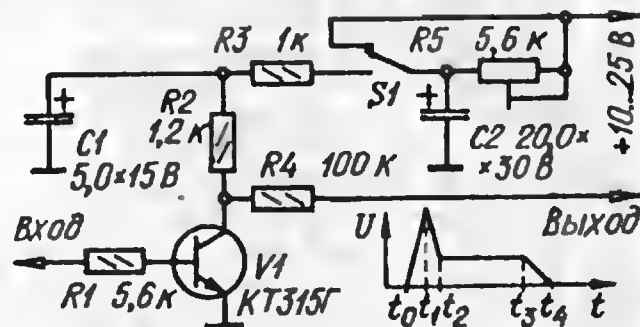 R3 1к
R5 5,6 к
S1
+10...25 В
R2
1,2 к
C1
5,0×15 В
+
+
C2 20,0×
×30 В
R4 100 к
Вход
Выход
R1 5,6к
V1
КТ315Г
U
t0 t1 t2 t3 t4 t